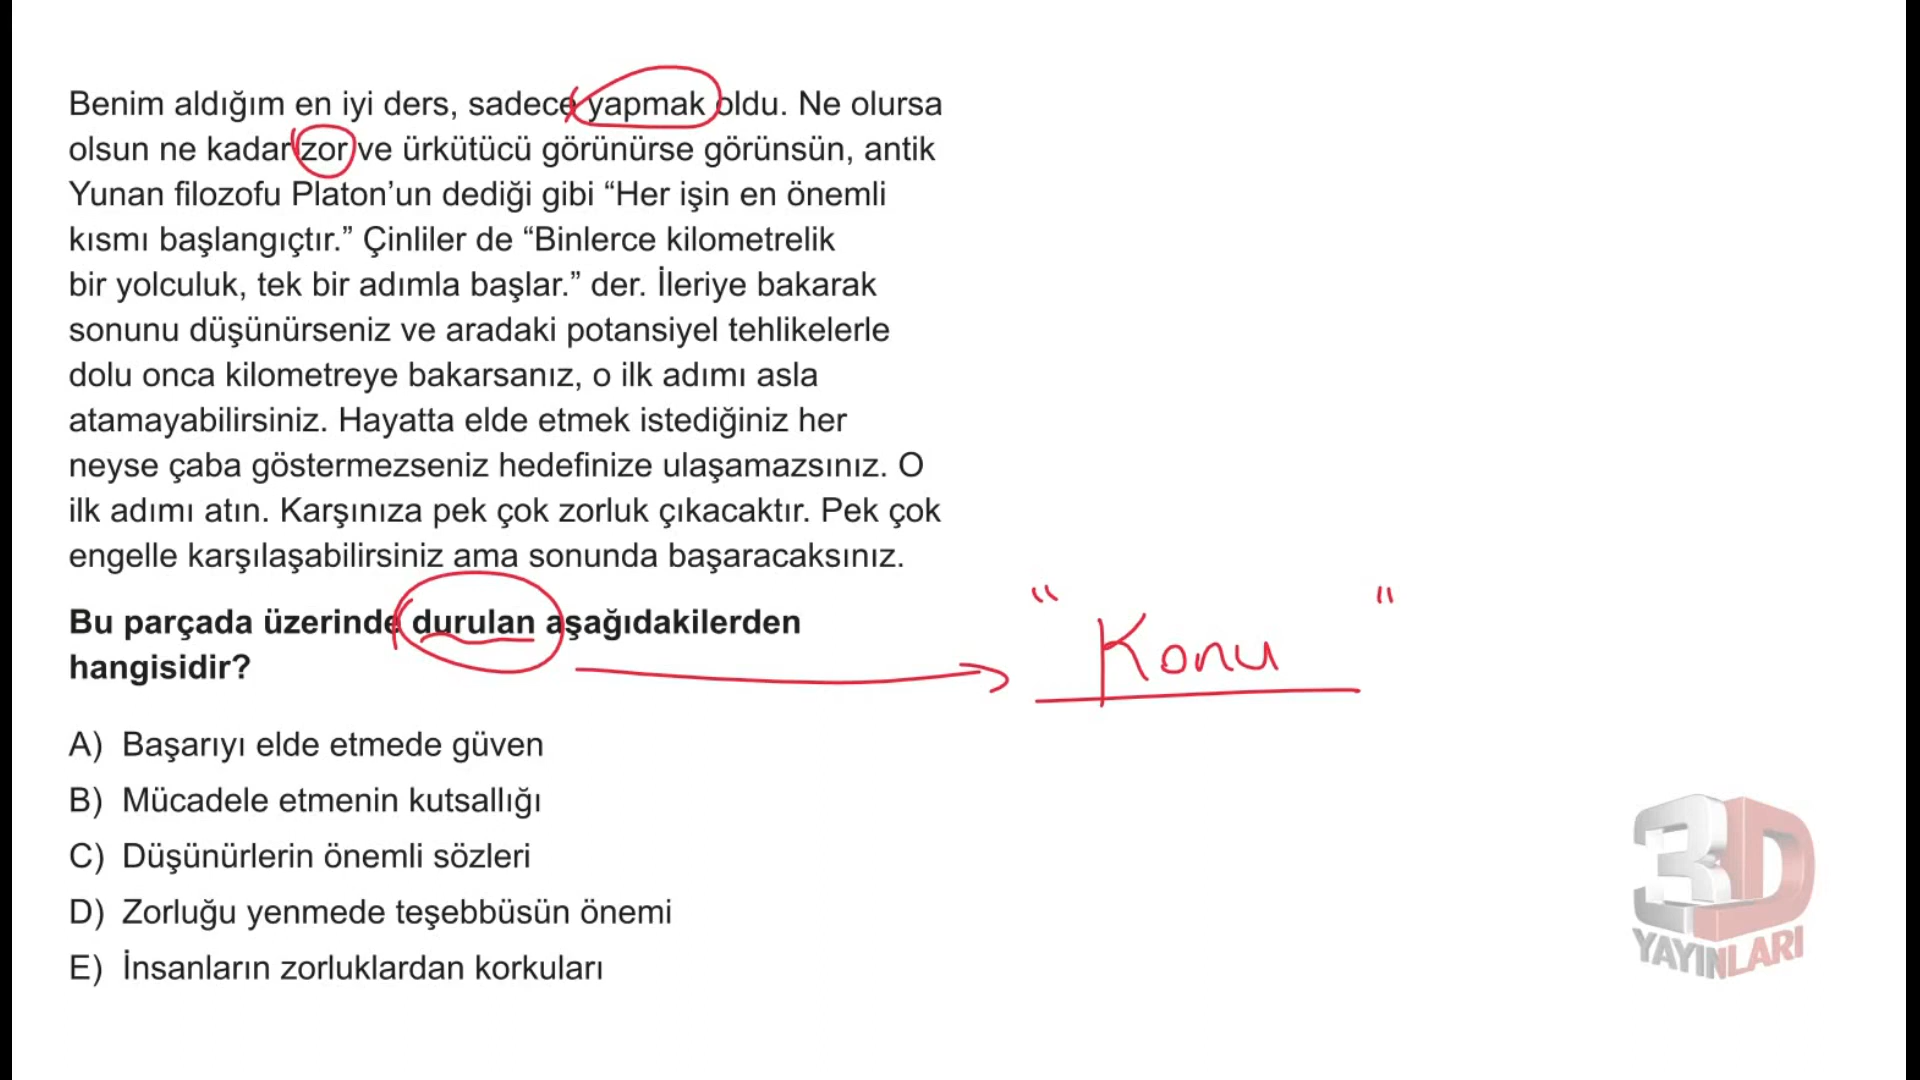 Benim aldığım en iyi ders, sadece yapmak oldu. Ne olursa
olsun ne kadar zor ve ürkütücü görünürse görünsün, antik
Yunan filozofu Platon’un dediği gibi “Her işin en önemli
kısmı başlangıçtır.” Çinliler de “Binlerce kilometrelik
bir yolculuk, tek bir adımla başlar.” der. İleriye bakarak
sonunu düşünürseniz ve aradaki potansiyel tehlikelerle
dolu onca kilometreye bakarsanız, o ilk adımı asla
atamayabilirsiniz. Hayatta elde etmek istediğiniz her
neyse çaba göstermezseniz hedefinize ulaşamazsınız. O
ilk adımı atın. Karşınıza pek çok zorluk çıkacaktır. Pek çok
engelle karşılaşabilirsiniz ama sonunda başaracaksınız.
Bu parçada üzerinde durulan aşağıdakilerden
hangisidir?
"Konu"
A) Başarıyı elde etmede güven
B) Mücadele etmenin kutsallığı
C) Düşünürlerin önemli sözleri
D) Zorluğu yenmede teşebbüsün önemi
E) İnsanların zorluklardan korkuları
3D
YAYINLARI